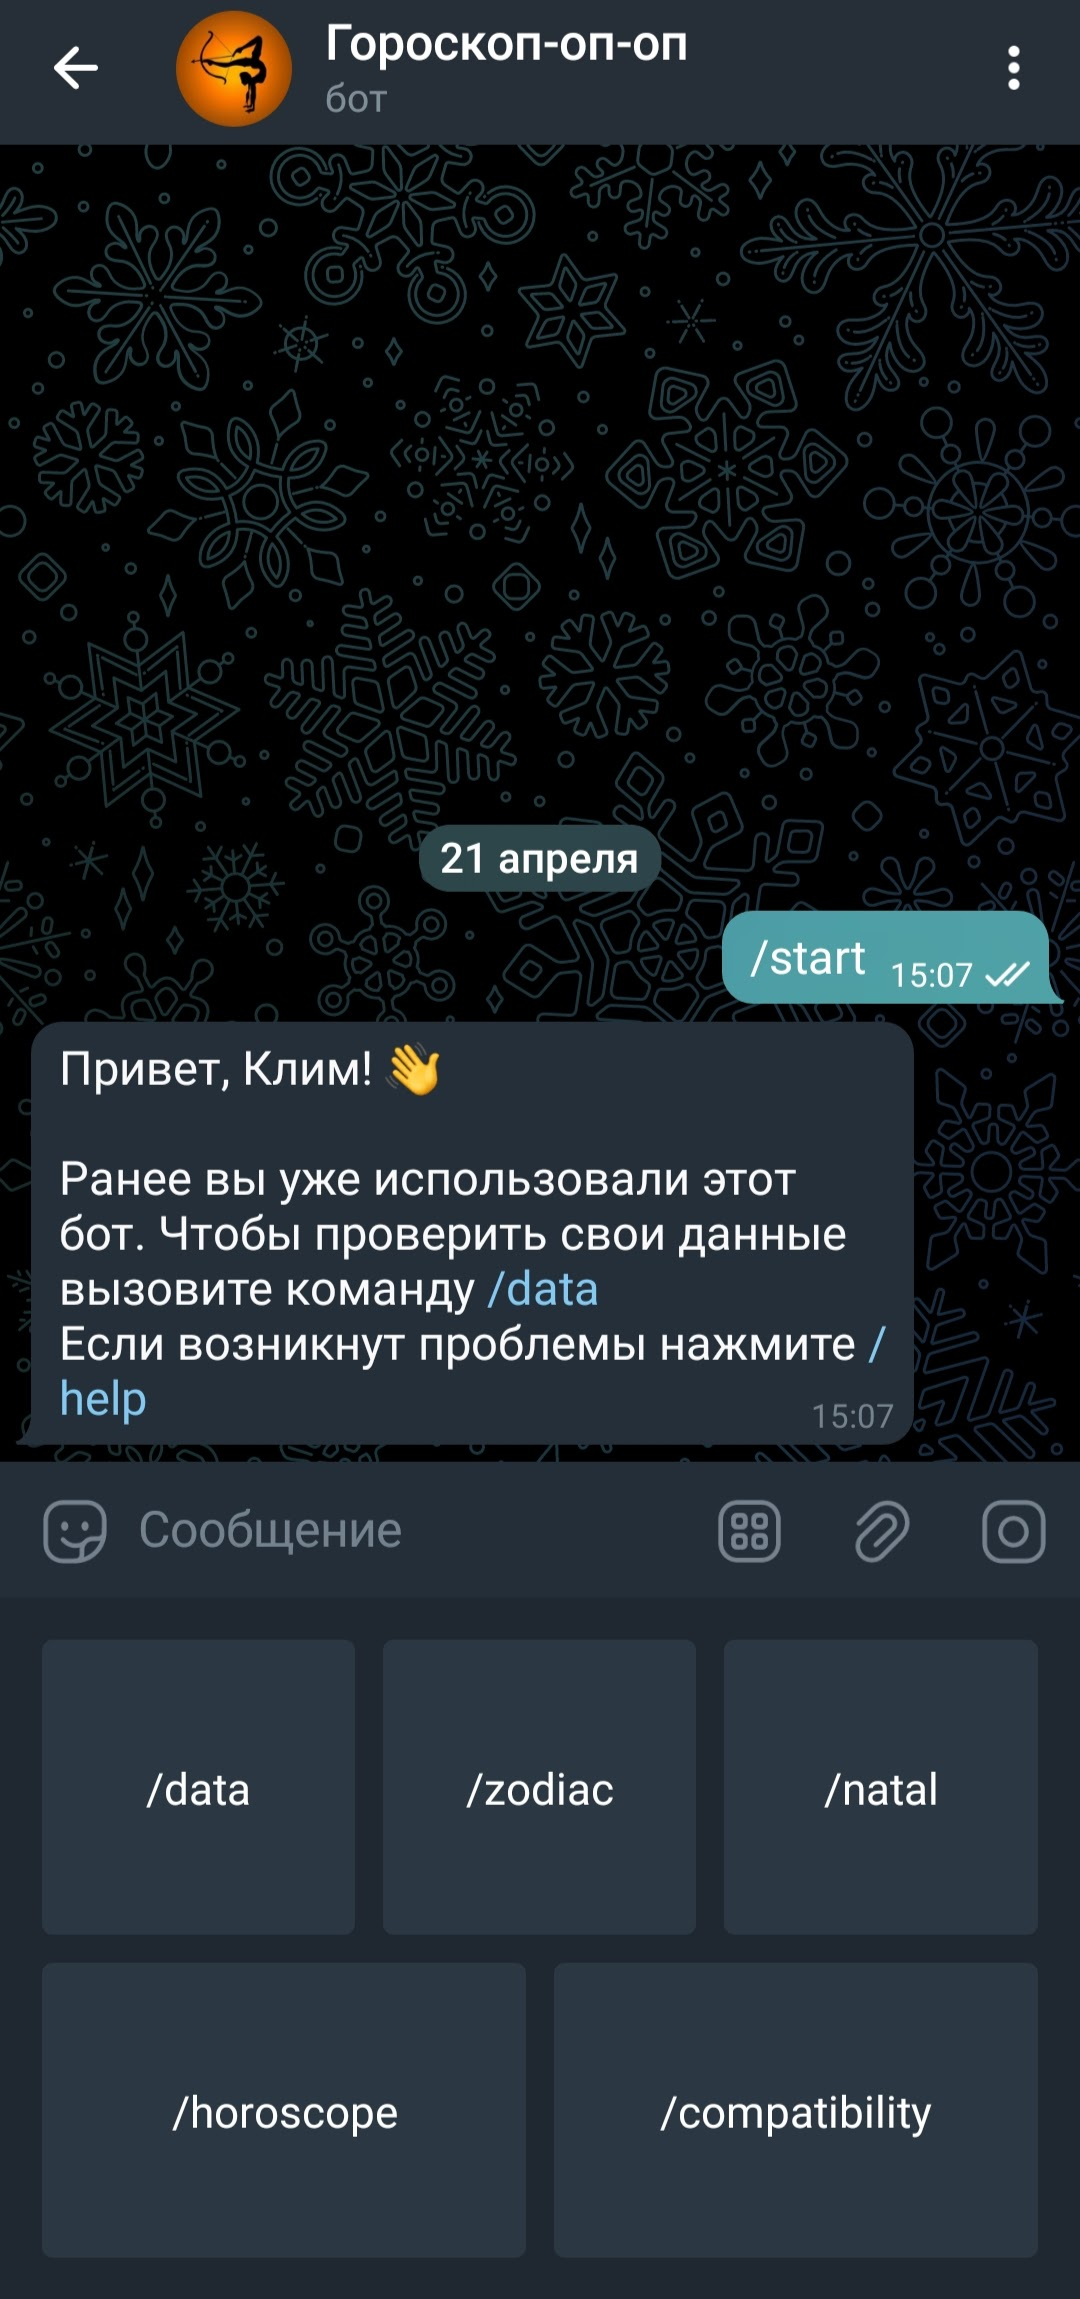 Гороскоп-оп-оп
бот
21 апреля
/start 15:07
Привет, Клим! 👋
Ранее вы уже использовали этот
бот. Чтобы проверить свои данные
вызовите команду /data
Если возникнут проблемы нажмите /
help
15:07
Сообщение
/data
/zodiac
/natal
/horoscope
/compatibility